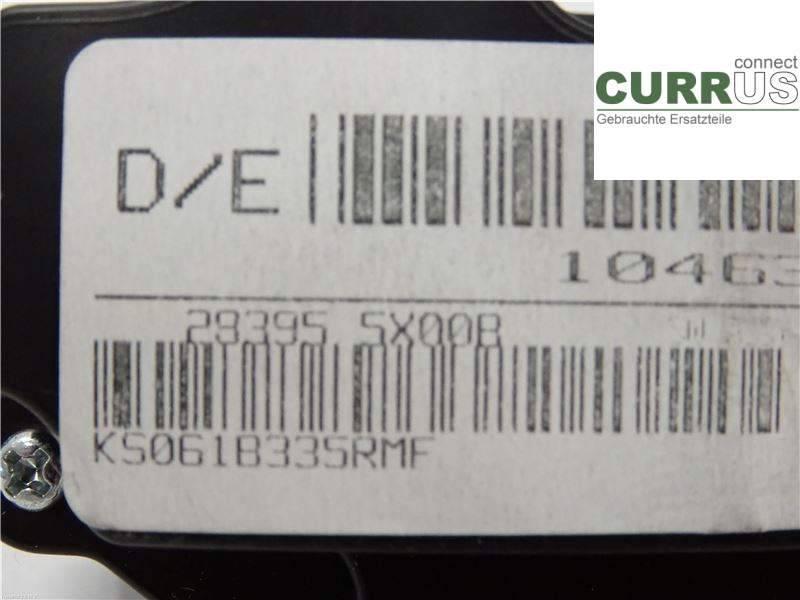 connect
CURRUS
Gebrauchte Ersatzteile
D/E
10463
28395 5X00B
KS061B335RMF